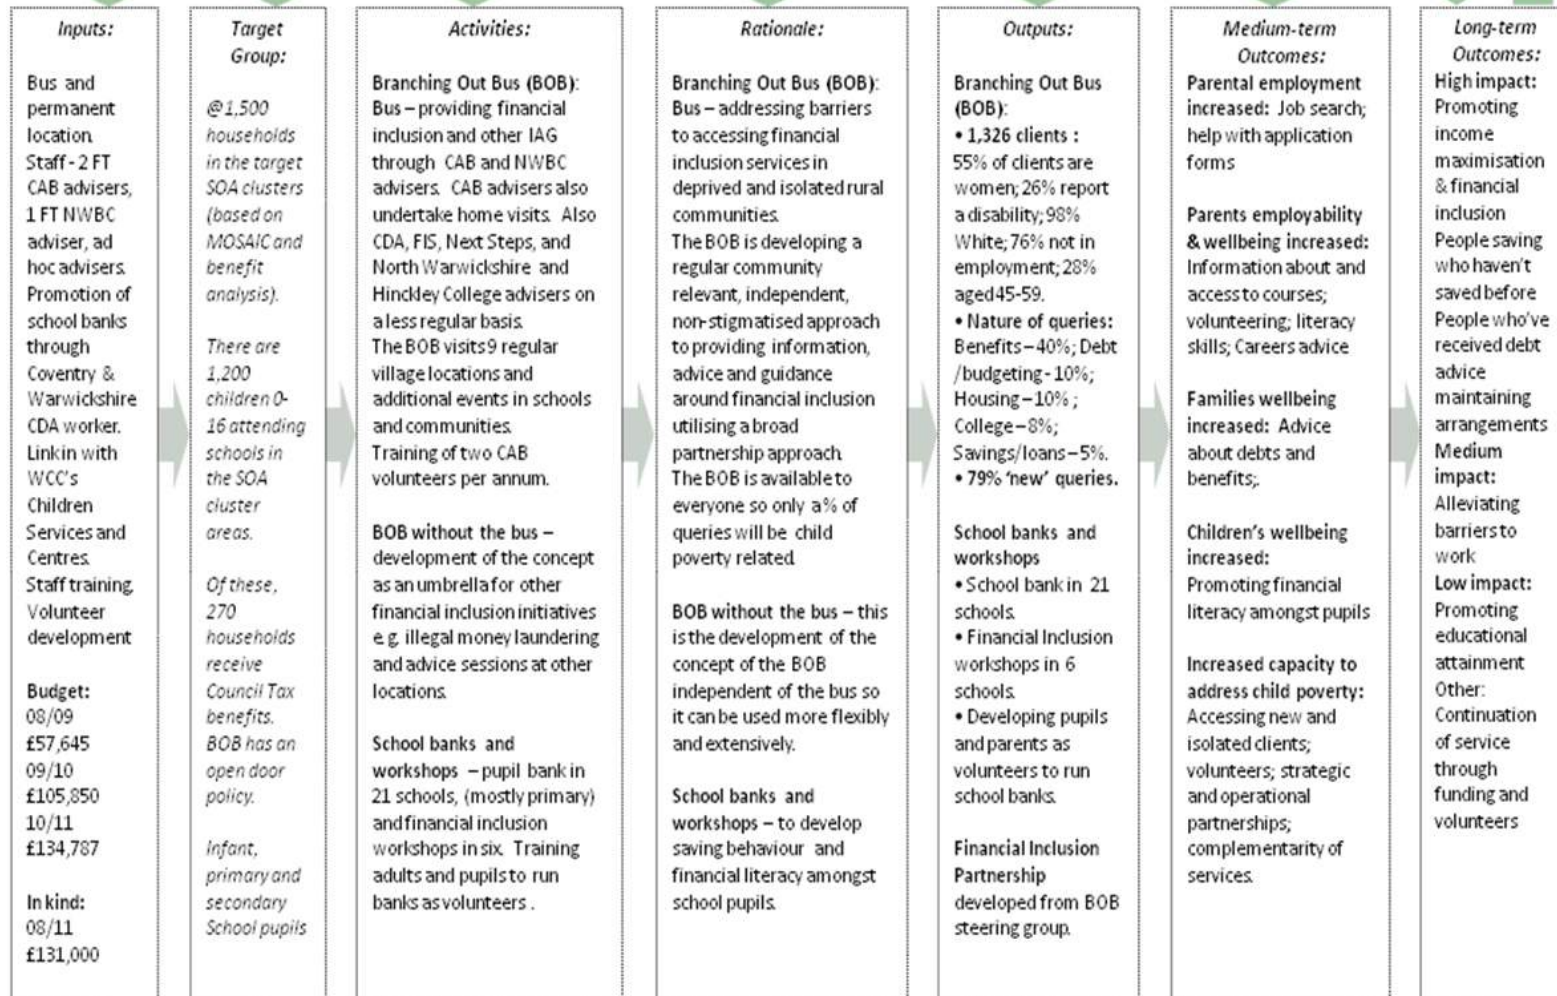 Inputs:
Bus and
permanent
location.
Staff - 2 FT
CAB advisers,
1 FT NWBC
adviser, ad
hoc advisers.
Promotion of
school banks
through
Coventry &
Warwickshire
CDA worker.
Link in with
WCC's
Children
Services and
Centres.
Staff training,
Volunteer
development
Budget:
08/09
£57,645
09/10
£105,850
10/11
£134,787
In kind:
08/11
£131,000
Target
Group:
@1,500
households
in the target
SOA clusters
(based on
MOSAIC and
benefit
analysis).
There are
1,200
children 0-
16 attending
schools in
the SOA
cluster
areas.
Of these,
270
households
receive
Council Tax
benefits.
BOB has an
open door
policy.
Infant,
primary and
secondary
School pupils
Activities:
Branching Out Bus (BOB):
Bus – providing financial
inclusion and other IAG
through CAB and NWBC
advisers. CAB advisers also
undertake home visits. Also
CDA, FIS, Next Steps, and
North Warwickshire and
Hinckley College advisers on
a less regular basis.
The BOB visits 9 regular
village locations and
additional events in schools
and communities.
Training of two CAB
volunteers per annum.
BOB without the bus –
development of the concept
as an umbrella for other
financial inclusion initiatives
e.g. illegal money laundering
and advice sessions at other
locations.
School banks and
workshops – pupil bank in
21 schools, (mostly primary)
and financial inclusion
workshops in six. Training
adults and pupils to run
banks as volunteers .
Rationale:
Branching Out Bus (BOB):
Bus – addressing barriers
to accessing financial
inclusion services in
deprived and isolated rural
communities.
The BOB is developing a
regular community
relevant, independent,
non-stigmatised approach
to providing information,
advice and guidance
around financial inclusion
utilising a broad
partnership approach.
The BOB is available to
everyone so only a % of
queries will be child
poverty related.
BOB without the bus – this
is the development of the
concept of the BOB
independent of the bus so
it can be used more flexibly
and extensively.
School banks and
workshops – to develop
saving behaviour and
financial literacy amongst
school pupils.
Outputs:
Branching Out Bus
(BOB):
• 1,326 clients :
55% of clients are
women; 26% report
a disability; 98%
White; 76% not in
employment; 28%
aged 45-59.
• Nature of queries:
Benefits – 40%; Debt
/budgeting - 10%;
Housing – 10% ;
College – 8%;
Savings/loans – 5%.
• 79% 'new' queries.
School banks and
workshops
• School bank in 21
schools.
• Financial Inclusion
workshops in 6
schools.
• Developing pupils
and parents as
volunteers to run
school banks.
Financial Inclusion
Partnership
developed from BOB
steering group.
Medium-term
Outcomes:
Parental employment
increased: Job search;
help with application
forms
Parents employability
& wellbeing increased:
Information about and
access to courses;
volunteering; literacy
skills; Careers advice
Families wellbeing
increased: Advice
about debts and
benefits;.
Children's wellbeing
increased:
Promoting financial
literacy amongst pupils
Increased capacity to
address child poverty:
Accessing new and
isolated clients;
volunteers; strategic
and operational
partnerships;
complementarity of
services.
Long-term
Outcomes:
High impact:
Promoting
income
maximisation
& financial
inclusion
People saving
who haven't
saved before
People who've
received debt
advice
maintaining
arrangements
Medium
impact:
Alleviating
barriers to
work
Low impact:
Promoting
educational
attainment
Other:
Continuation
of service
through
funding and
volunteers